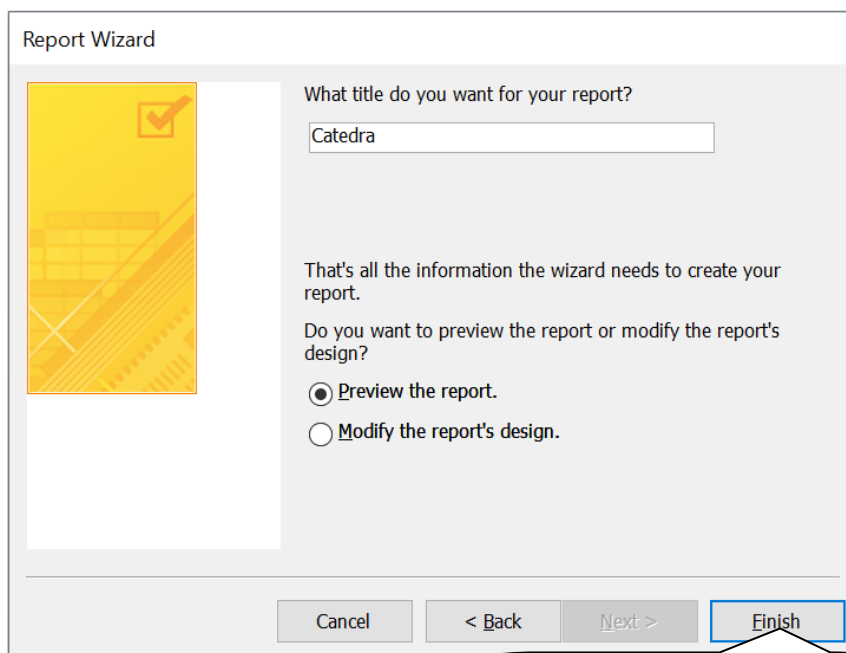 Report Wizard
What title do you want for your report?
Catedra
That's all the information the wizard needs to create your
report.
Do you want to preview the report or modify the report's
design?
Preview the report.
Modify the report's design.
Cancel
< Back
Next >
Finish